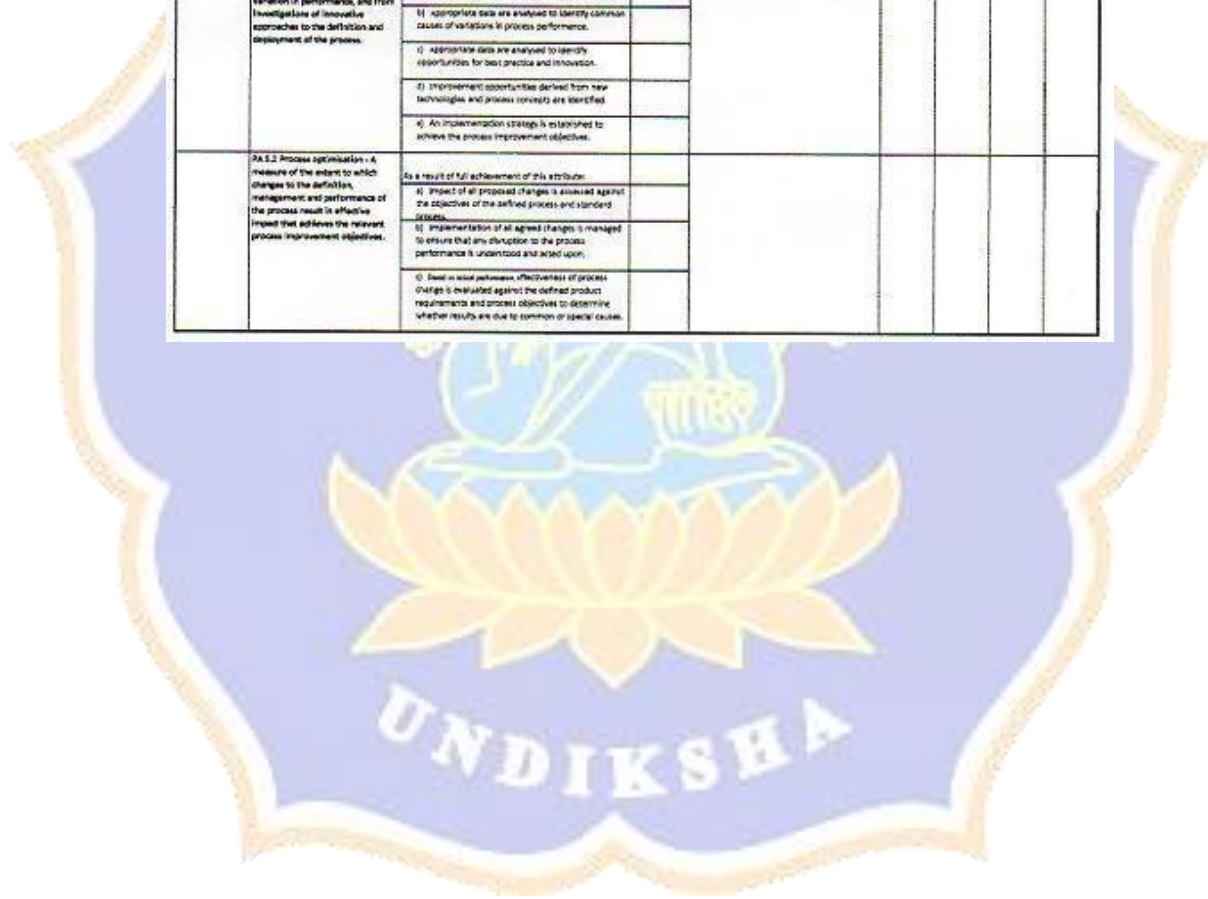 variation in performance, and from
investigations of innovative
approaches to the definition and
deployment of the process.
b) Appropriate data are analysed to identify common
causes of variations in process performance.
c) Appropriate data are analysed to identify
opportunities for best practice and innovation.
d) Improvement opportunities derived from new
technologies and process concepts are identified.
e) An implementation strategy is established to
achieve the process improvement objectives.
PA 5.2 Process optimisation - A
measure of the extent to which
changes to the definition,
management and performance of
the process result in effective
impact that achieves the relevant
process improvement objectives.
As a result of full achievement of this attribute:
a) Impact of all proposed changes is assessed against
the objectives of the defined process and standard
process.
b) Implementation of all agreed changes is managed
to ensure that any disruption to the process
performance is understood and acted upon.
c) Based on actual performance, effectiveness of process
change is evaluated against the defined product
requirements and process objectives to determine
whether results are due to common or special causes.
UNDIKSHA